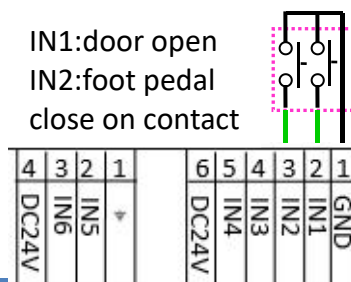 IN1:door open
IN2:foot pedal
close on contact
4 3 2 1 6 5 4 3 2 1
DC24V IN6 IN5 DC24V IN4 IN3 IN2 IN1 GND